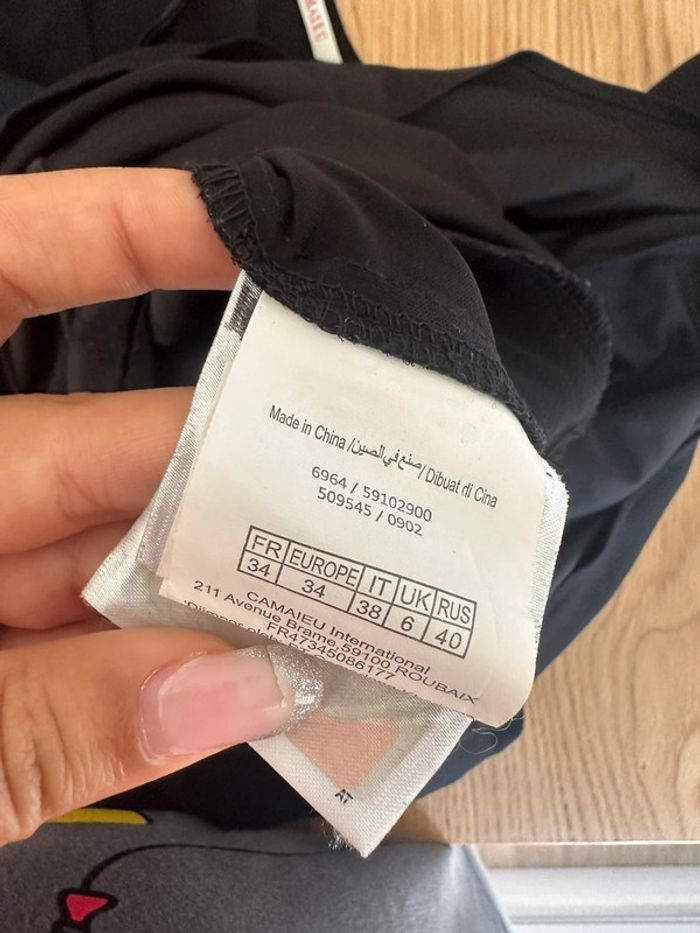 Made in China / صنع في الصين / Dibuat di Cina
6964 / 59102900
509545 / 0902
FR EUROPE IT UK RUS
34 34 38 6 40
CAMAIEU International
211 Avenue Brame,59100 ROUBAIX
FR47345086177
AT